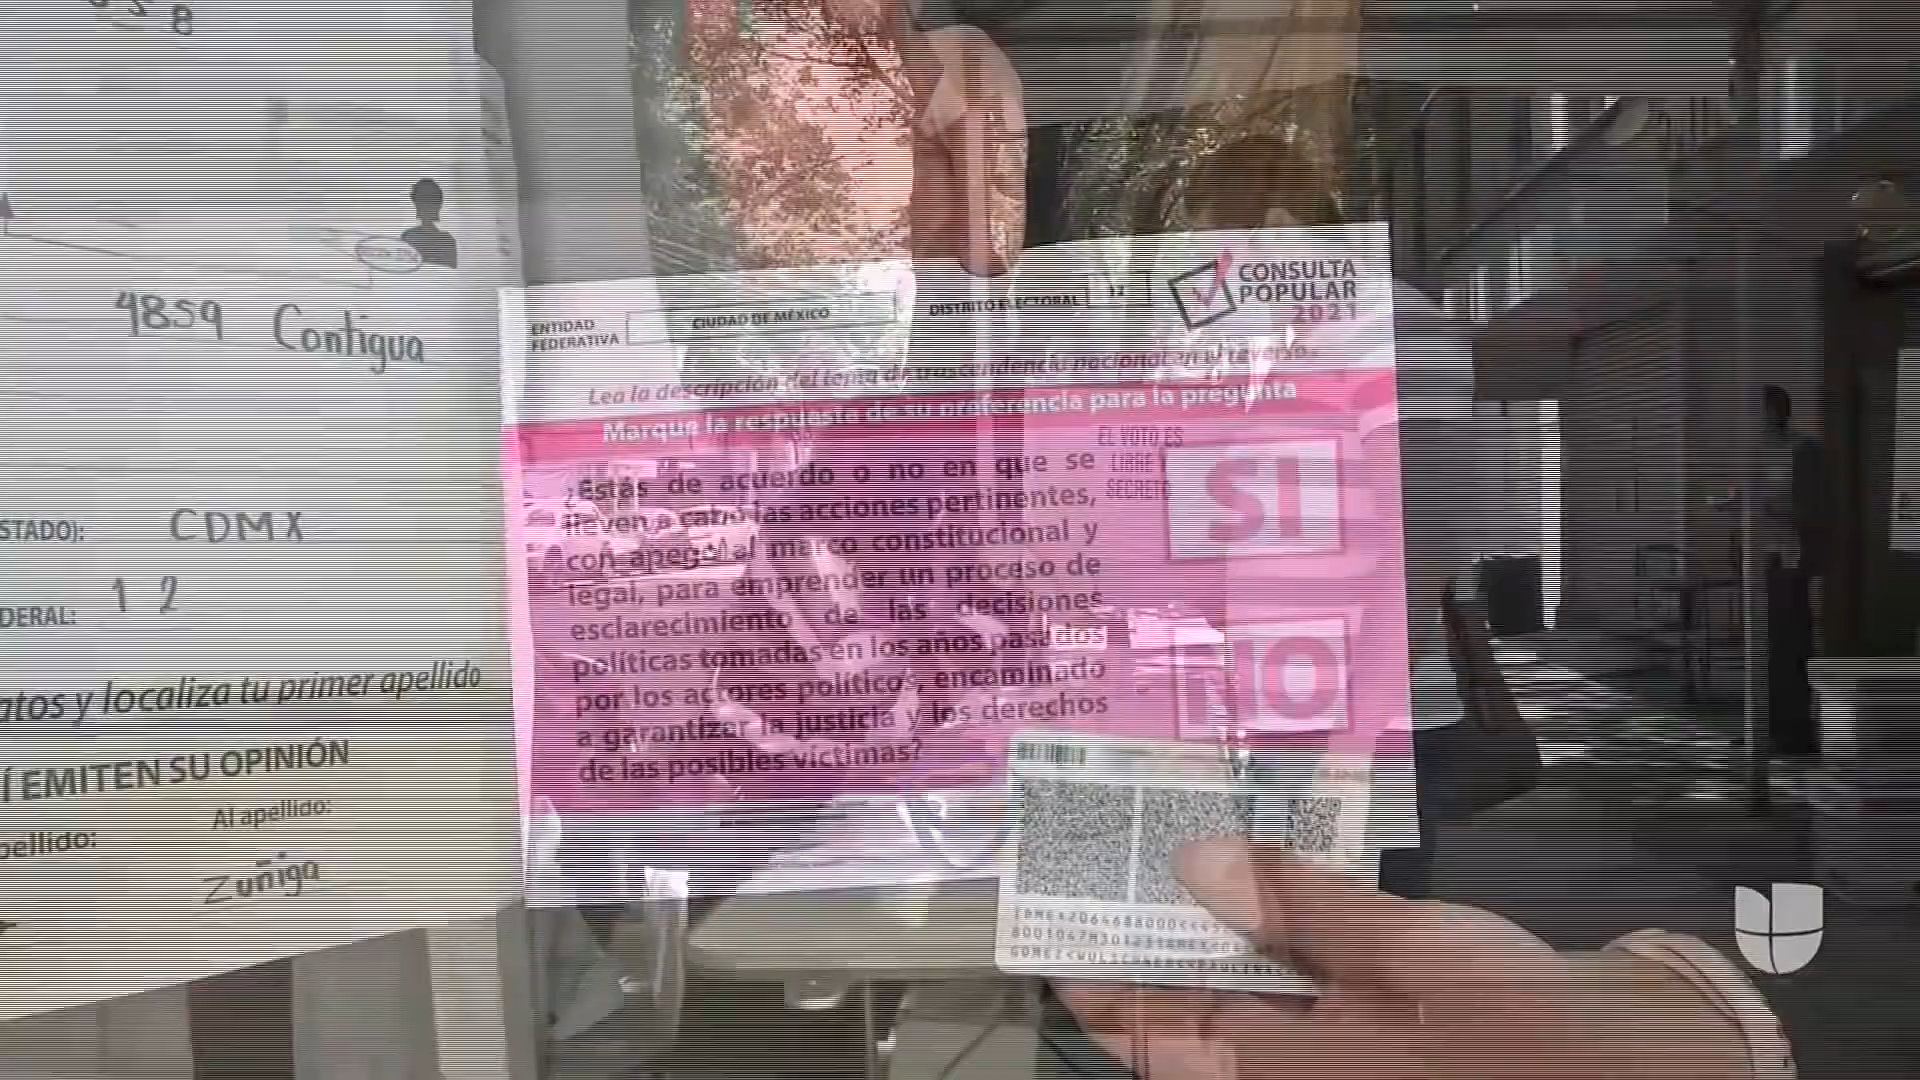 58
4859 Contigua
STADO): CDMX
DERAL: 12
atos y localiza tu primer apellido
Í EMITEN SU OPINIÓN
Al apellido:
pellido:
Zuñiga
ENTIDAD
FEDERATIVA
CIUDAD DE MÉXICO
DISTRITO ELECTORAL 12
CONSULTA
POPULAR
2021
Lea la descripción del tema de trascendencia nacional en el reverso.
Marque la respuesta de su preferencia para la pregunta
¿Estás de acuerdo o no en que se
lleven a cabo las acciones pertinentes,
con apego al marco constitucional y
legal, para emprender un proceso de
esclarecimiento de las decisiones
políticas tomadas en los años pasados
por los actores políticos, encaminado
a garantizar la justicia y los derechos
de las posibles víctimas?
EL VOTO ES
LIBRE Y
SECRETO
SI
NO